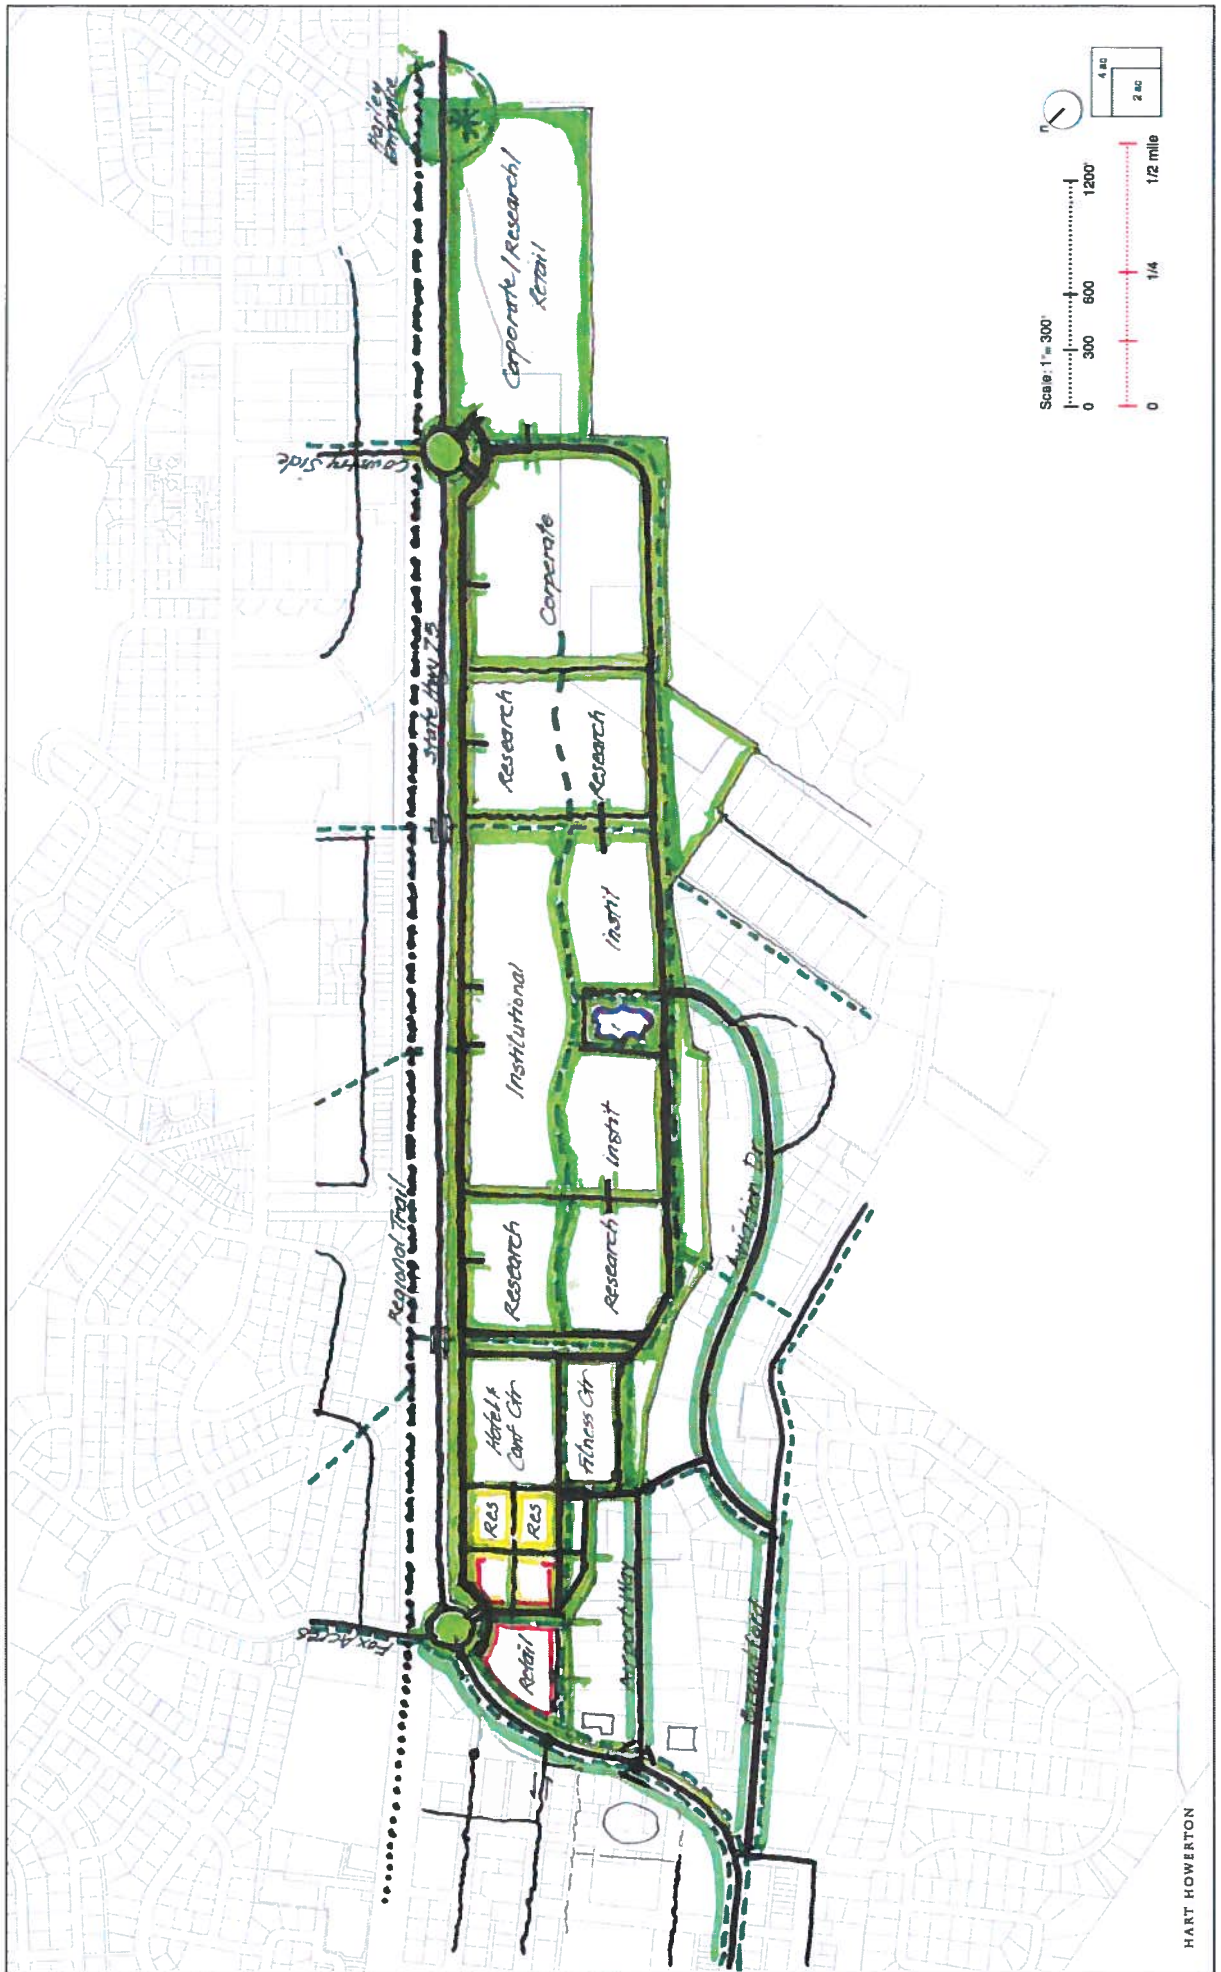 Hailey
Entrance
Corporate/Research/
Retail
Country Side
State Hwy 75
Corporate
Research
Research
Institutional
Instit
Instit
Regional Trail
Research
Research
Aviation Dr
Hotel &
Conf Ctr
Fitness Ctr
Res
Res
Fox Acres
Retail
Airport Way
Scale: 1"= 300'
0
300
600
1200'
0
1/4
1/2 mile
n
4 ac
2 ac
HART HOWERTON